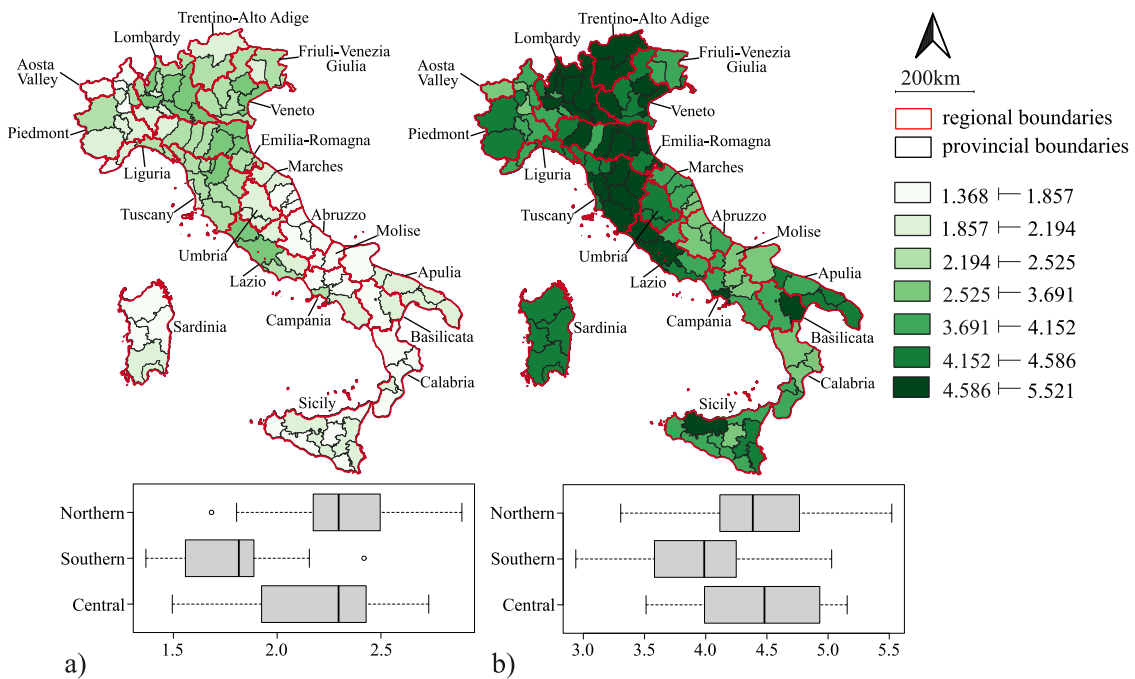 Trentino-Alto Adige
Lombardy
Friuli-Venezia
Giulia
Aosta
Valley
Veneto
Piedmont
Emilia-Romagna
Liguria
Marches
Tuscany
Abruzzo
Molise
Umbria
Lazio
Apulia
Campania
Basilicata
Sardinia
Calabria
Sicily
Trentino-Alto Adige
Lombardy
Friuli-Venezia
Giulia
Aosta
Valley
Veneto
Piedmont
Emilia-Romagna
Liguria
Marches
Tuscany
Abruzzo
Molise
Umbria
Lazio
Apulia
Campania
Basilicata
Sardinia
Calabria
Sicily
200km
regional boundaries
provincial boundaries
1.368 1.857
1.857 2.194
2.194 2.525
2.525 3.691
3.691 4.152
4.152 4.586
4.586 5.521
Northern
Southern
Central
1.5 2.0 2.5
a)
Northern
Southern
Central
3.0 3.5 4.0 4.5 5.0 5.5
b)